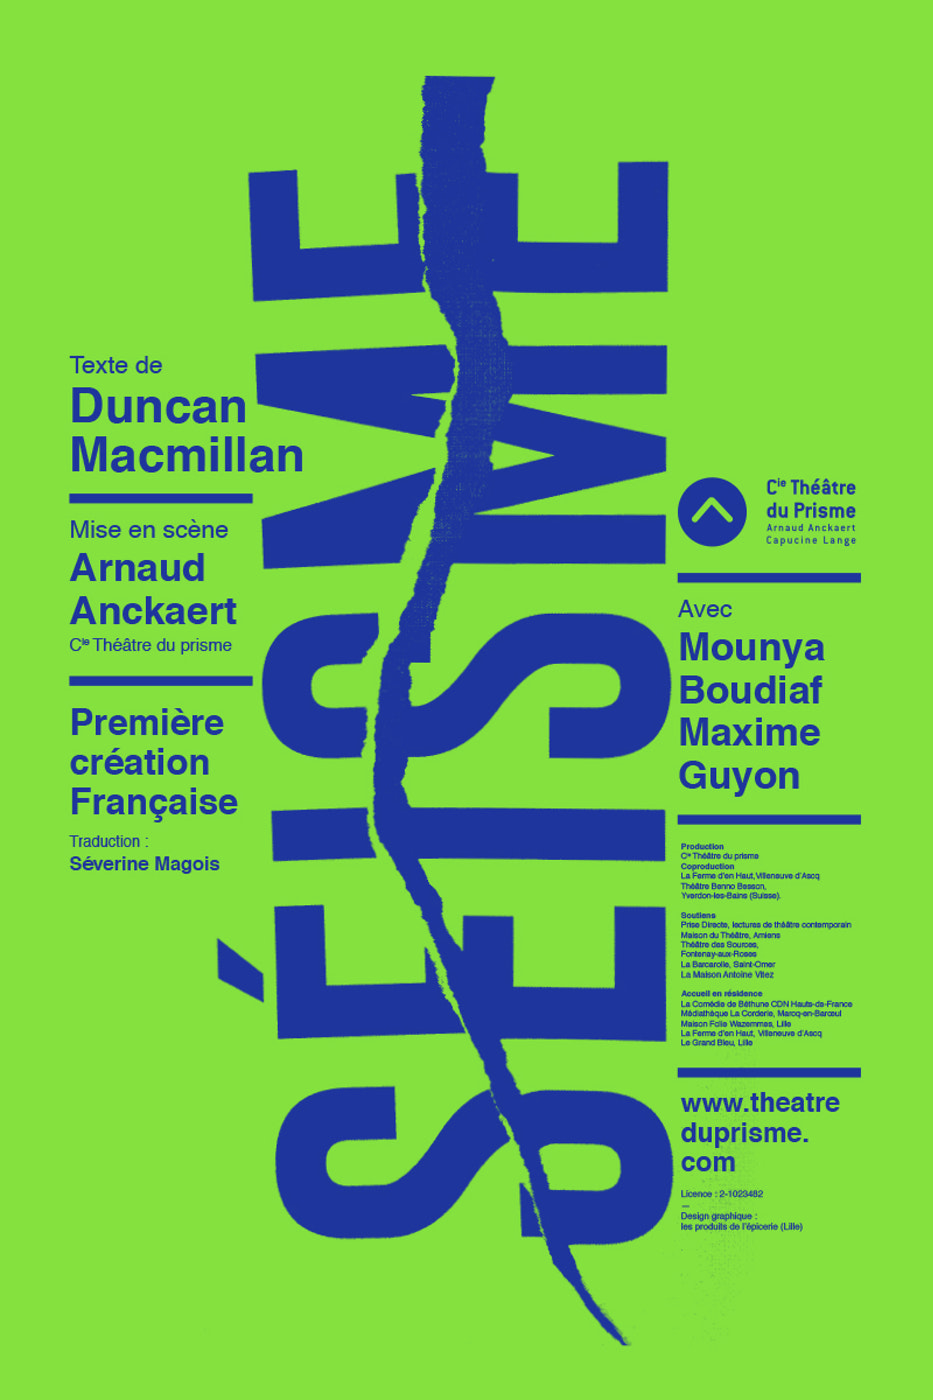 SÉISME
Texte de
Duncan
Macmillan
Mise en scène
Arnaud
Anckaert
Cie Théâtre du prisme
Première
création
Française
Traduction :
Séverine Magois
Cie Théâtre
du Prisme
Arnaud Anckaert
Capucine Lange
Avec
Mounya
Boudiaf
Maxime
Guyon
Production
Cie Théâtre du prisme
Coproduction
La Ferme d'en Haut,Villeneuve d'Ascq
Théâtre Benno Besson,
Yverdon-les-Bains (Suisse).
Soutiens
Prise Directe, lectures de théâtre contemporain
Maison du Théâtre, Amiens
Théâtre des Sources,
Fontenay-aux-Roses
La Barcarolle, Saint-Omer
La Maison Antoine Vitez
Accueil en résidence
La Comédie de Béthune CDN Hauts-de-France
Médiathèque La Corderie, Marcq-en-Barœul
Maison Folie Wazemmes, Lille
La Ferme d'en Haut, Villeneuve d'Ascq
Le Grand Bleu, Lille
www.theatre
duprisme.
com
Licence : 2-1023482
—
Design graphique :
les produits de l'épicerie (Lille)